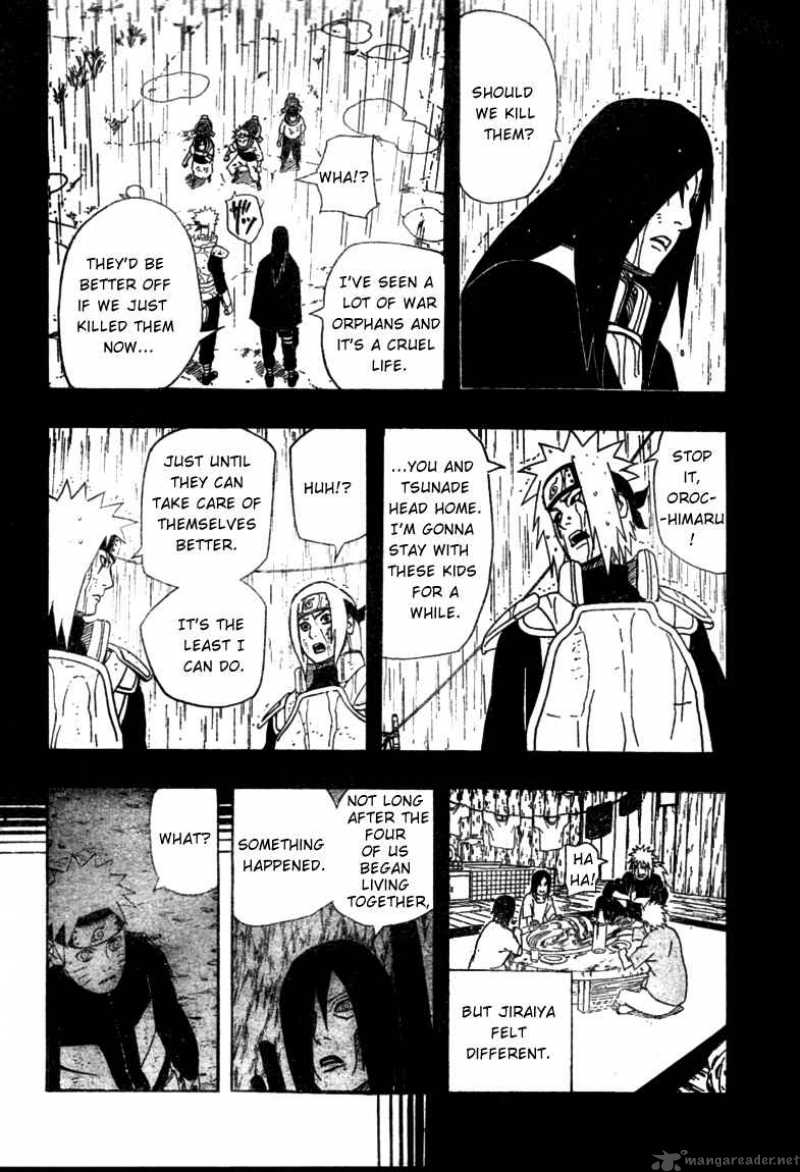 SHOULD
WE KILL
THEM?
WHA!?
I'VE SEEN A
LOT OF WAR
ORPHANS AND
IT'S A CRUEL
LIFE.
THEY'D BE
BETTER OFF
IF WE JUST
KILLED THEM
NOW...
STOP
IT,
OROC-
-HIMARU
!
...YOU AND
TSUNADE
HEAD HOME.
I'M GONNA
STAY WITH
THESE KIDS
FOR A
WHILE.
HUH!?
JUST UNTIL
THEY CAN
TAKE CARE OF
THEMSELVES
BETTER.
IT'S THE
LEAST I
CAN DO.
HA
HA!
BUT JIRAIYA
FELT
DIFFERENT.
NOT LONG
AFTER THE
FOUR
OF US
BEGAN
LIVING
TOGETHER,
SOMETHING
HAPPENED.
WHAT?
mangareader.net